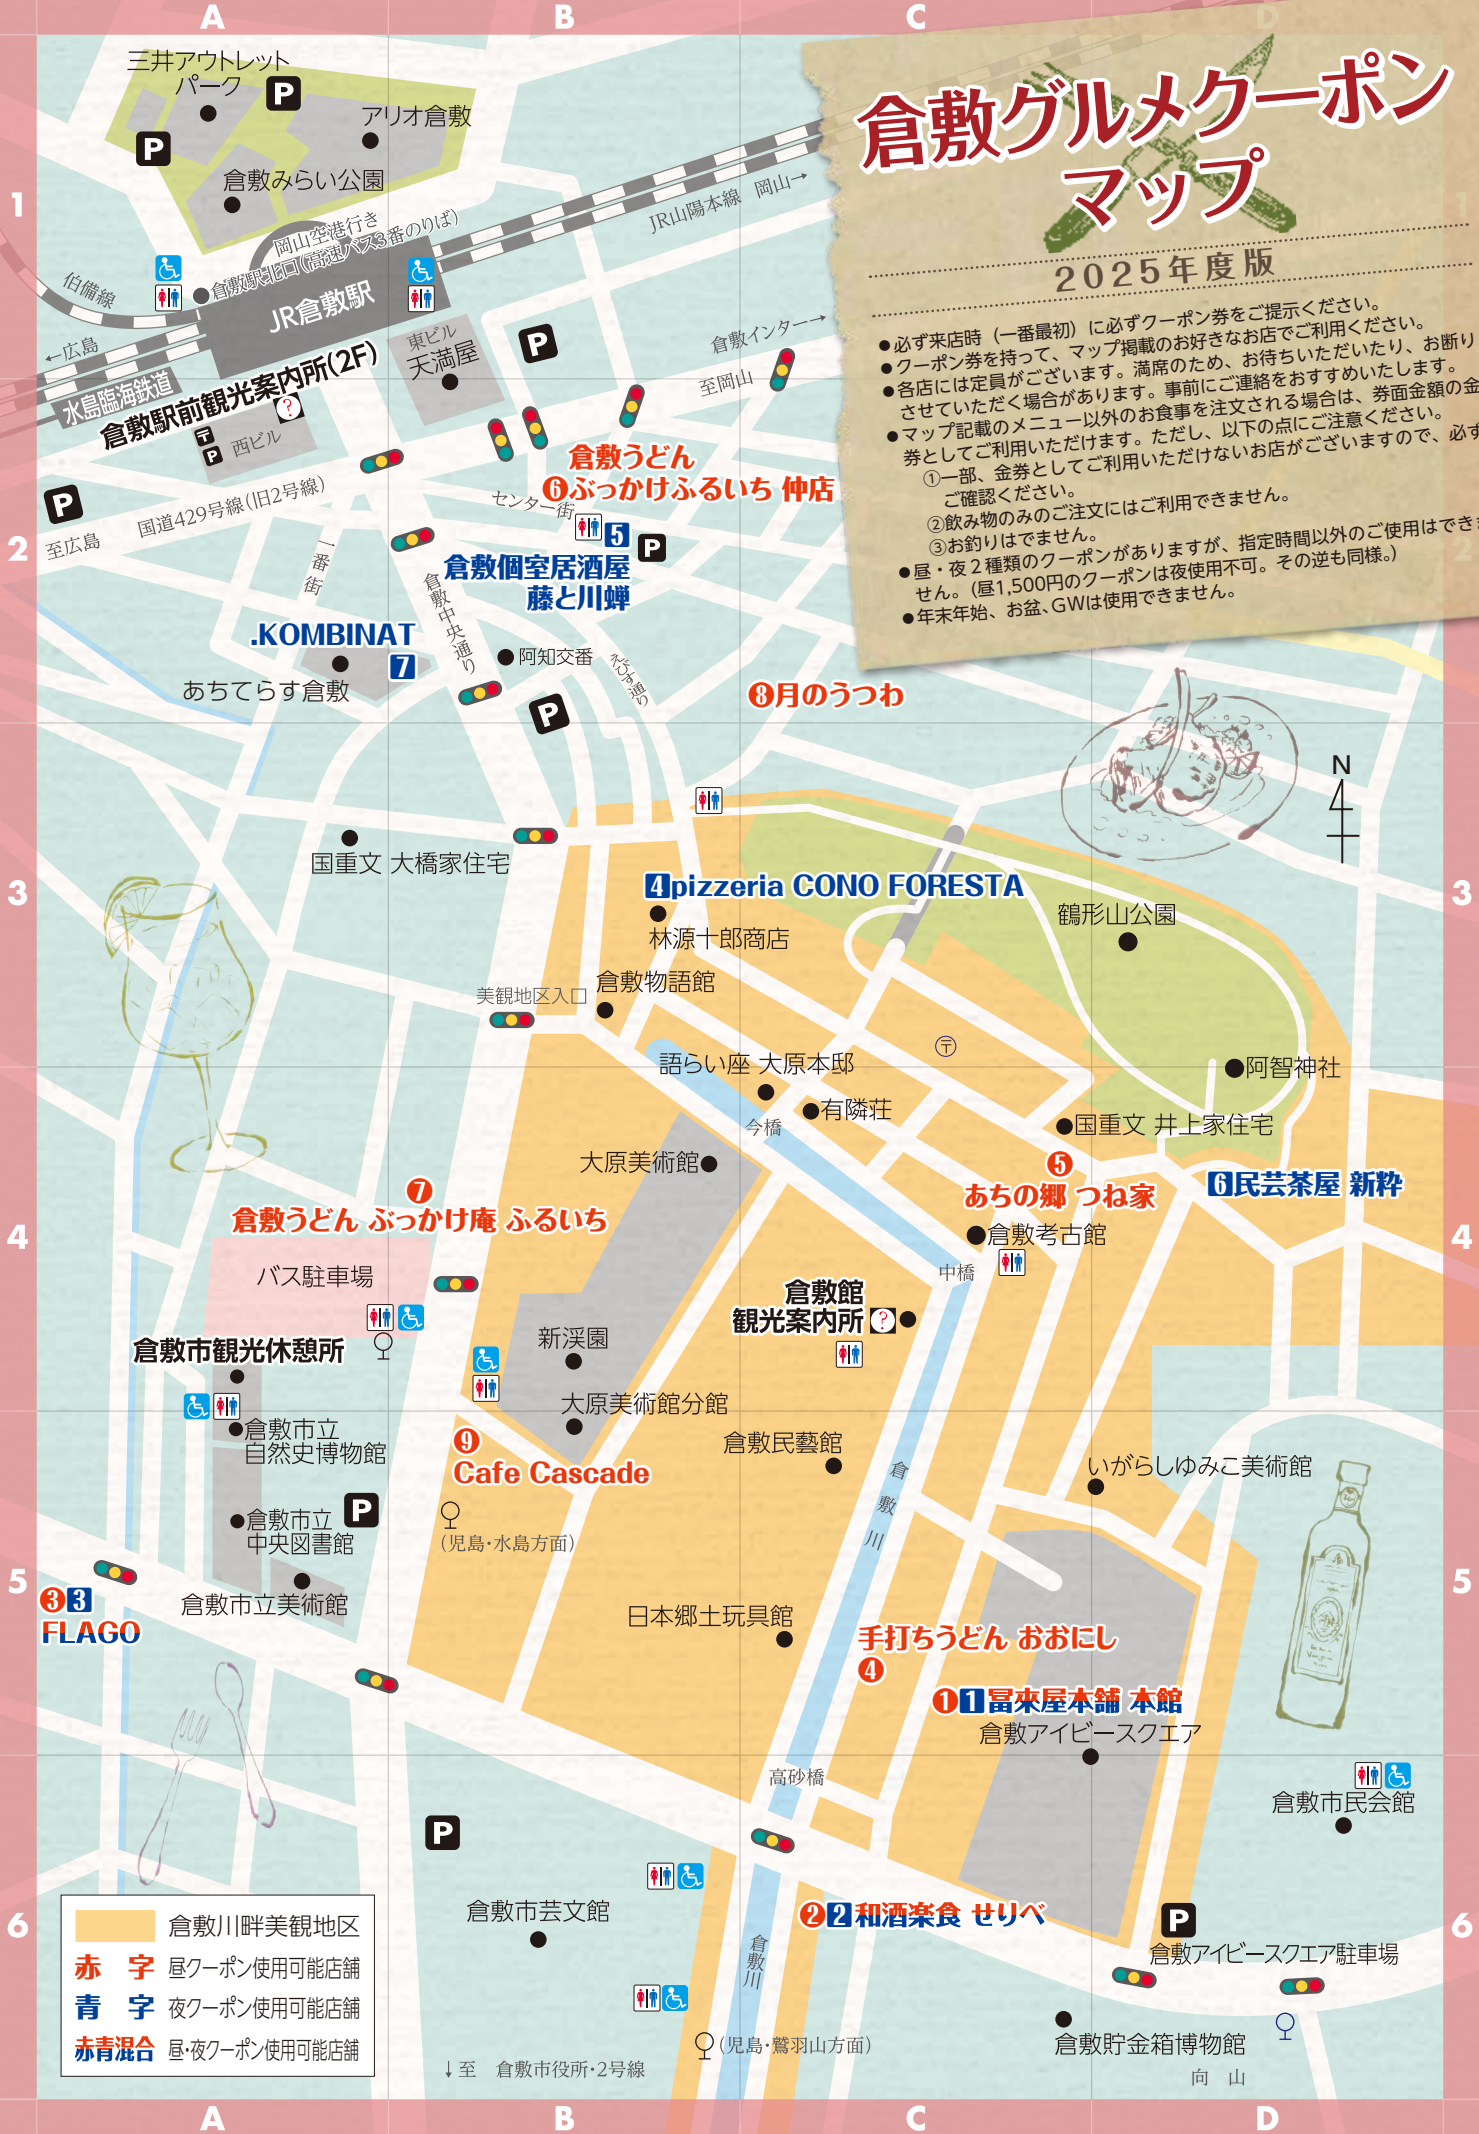 A
B
C
D
三井アウトレット
パーク
P
アリオ倉敷
P
倉敷みらい公園
倉敷グルメクーポン
マップ
2025年度版
●必ず来店時（一番最初）に必ずクーポン券をご提示ください。
●クーポン券を持って、マップ掲載のお好きなお店でご利用ください。
●各店には定員がございます。満席のため、お待ちいただいたり、お断り
させていただく場合があります。事前にご連絡をおすすめいたします。
●マップ記載のメニュー以外のお食事を注文される場合は、券面金額の金
券としてご利用いただけます。ただし、以下の点にご注意ください。
①一部、金券としてご利用いただけないお店がございますので、必ず
ご確認ください。
②飲み物のみのご注文にはご利用できません。
③お釣りはでません。
●昼・夜２種類のクーポンがありますが、指定時間以外のご使用はできま
せん。(昼1,500円のクーポンは夜使用不可。その逆も同様。)
●年末年始、お盆、GWは使用できません。
1
1
岡山空港行き
倉敷駅北口(高速バス3番のりば)
JR山陽本線 岡山→
伯備線
JR倉敷駅
←広島
水島臨海鉄道
倉敷駅前観光案内所(2F)
?
〒
P
西ビル
東ビル
天満屋
P
倉敷インター→
至岡山
倉敷うどん
6ぶっかけふるいち 仲店
センター街
5
P
倉敷個室居酒屋
藤と川蝉
P
国道429号線(旧2号線)
至広島
2
2
一番街
倉敷中央通り
.KOMBINAT
7
あちてらす倉敷
阿知交番
えびす通り
P
8月のうつわ
N
国重文 大橋家住宅
3
3
4pizzeria CONO FORESTA
林源十郎商店
鶴形山公園
倉敷物語館
美観地区入口
〒
語らい座 大原本邸
阿智神社
有隣荘
今橋
国重文 井上家住宅
大原美術館
5
あちの郷 つね家
6民芸茶屋 新粋
7
倉敷うどん ぶっかけ庵 ふるいち
4
4
倉敷考古館
中橋
バス駐車場
倉敷館
観光案内所
?
倉敷市観光休憩所
新渓園
大原美術館分館
倉敷市立
自然史博物館
9
Cafe Cascade
倉敷民藝館
いがらしゆみこ美術館
倉敷川
倉敷市立
中央図書館
P
(児島・水島方面)
5
5
33
FLAGO
倉敷市立美術館
日本郷土玩具館
手打ちうどん おおにし
4
11冨來屋本舗 本館
倉敷アイビースクエア
高砂橋
倉敷市民会館
P
倉敷市芸文館
22和酒楽食 せりべ
P
倉敷アイビースクエア駐車場
6
6
倉敷川畔美観地区
赤 字 昼クーポン使用可能店舗
青 字 夜クーポン使用可能店舗
赤青混合 昼・夜クーポン使用可能店舗
倉敷川
(児島・鷲羽山方面)
↓至 倉敷市役所・2号線
倉敷貯金箱博物館
向 山
A
B
C
D